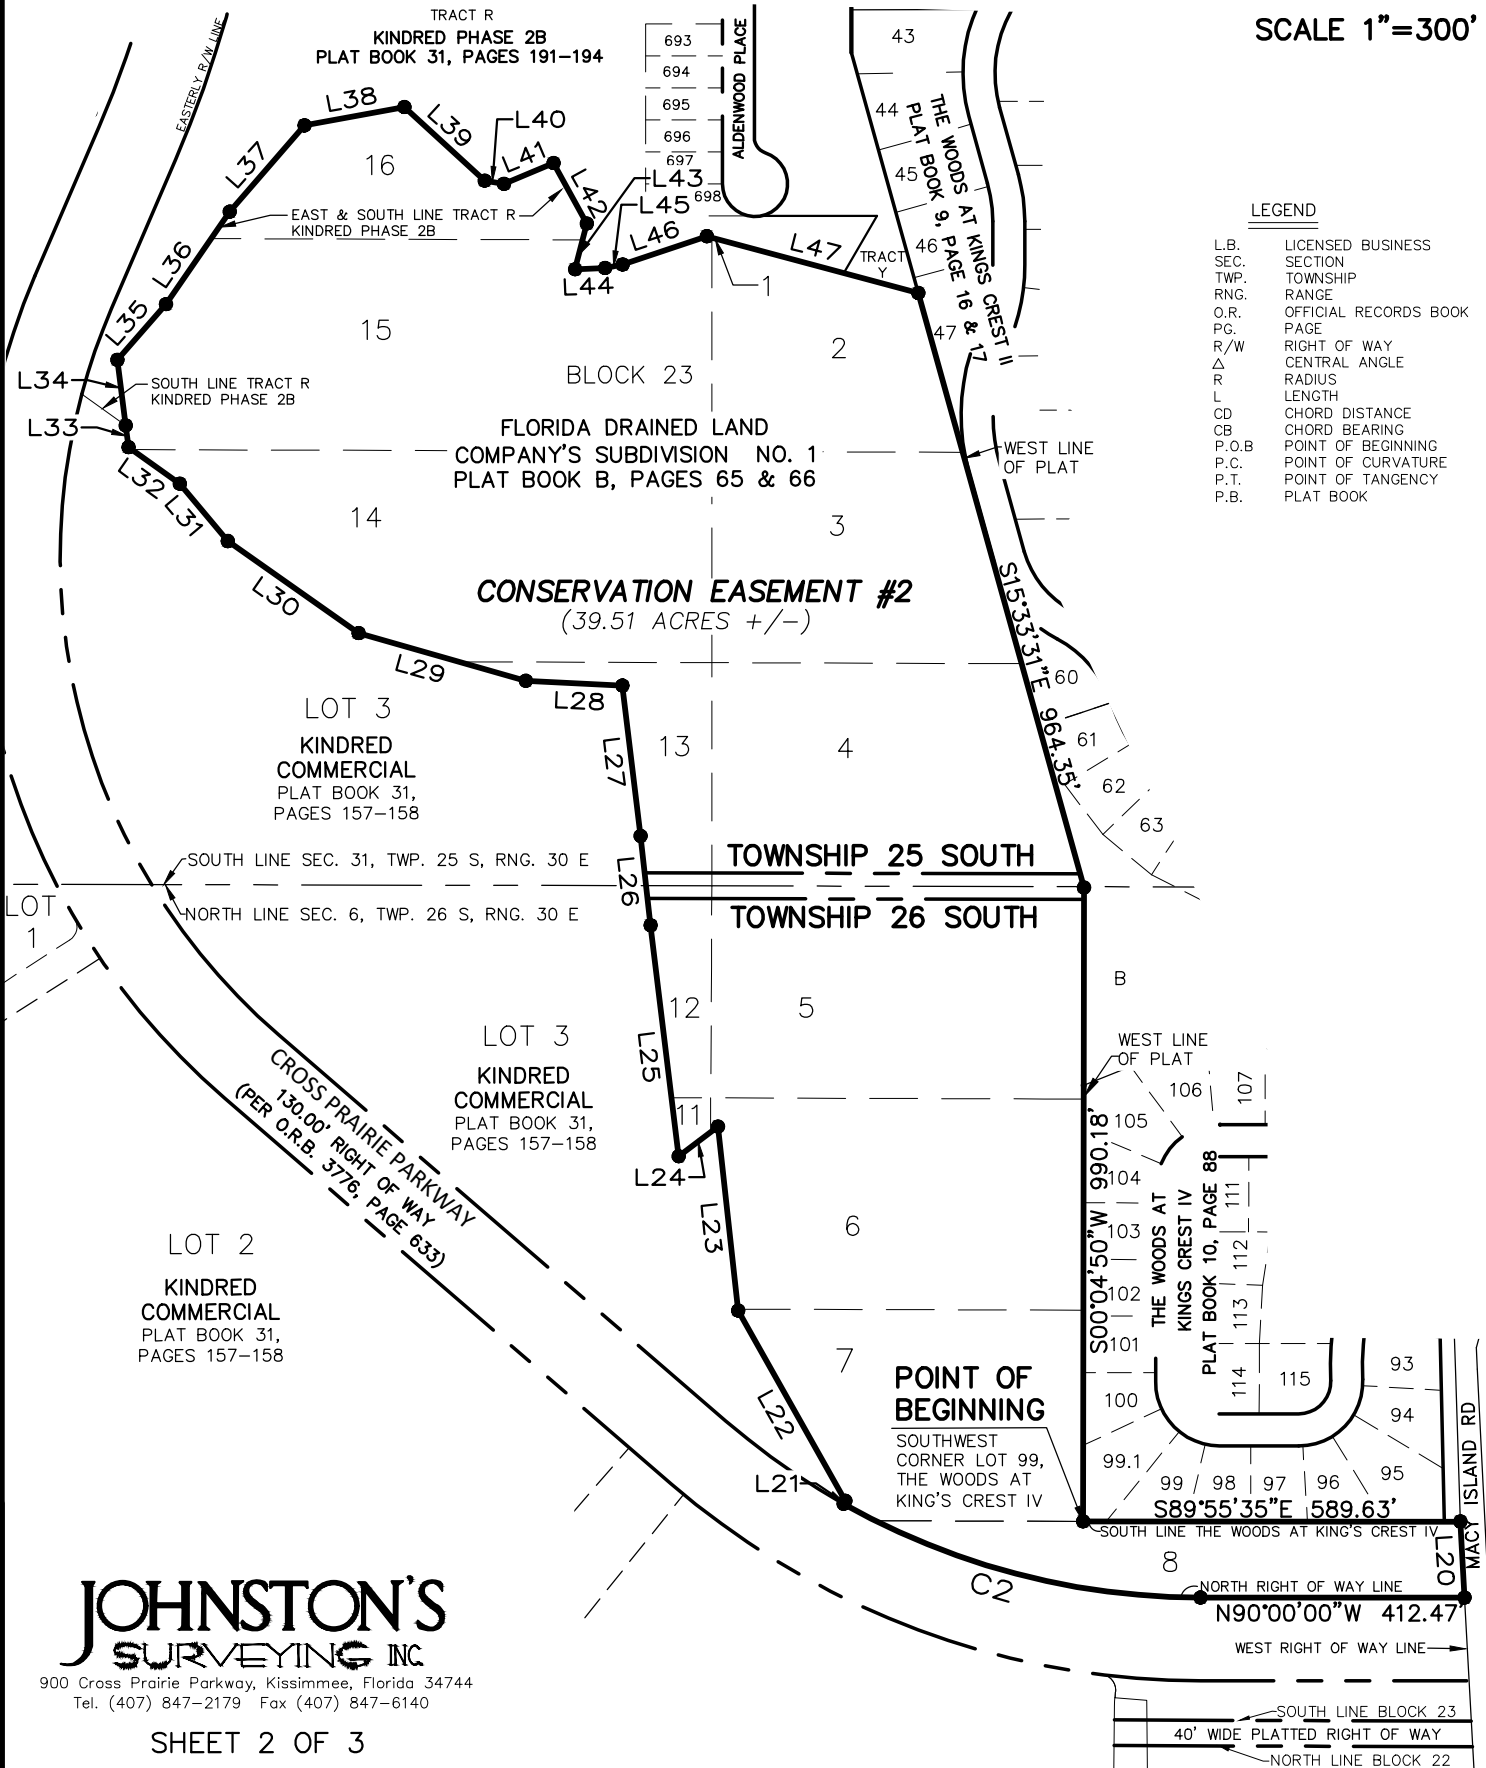 TRACT R
KINDRED PHASE 2B
PLAT BOOK 31, PAGES 191-194
SCALE 1"=300'
EASTERLY R/W LINE
693
694
695
696
697
698
ALDENWOOD PLACE
43
44
45
46
47
THE WOODS AT KINGS CREST II
PLAT BOOK 9, PAGE 16 & 17
L38
L39
L40
L41
L42
L43
L45
L46
L44
L47
L37
L36
L35
L34
L33
L32
L31
L30
L29
L28
L27
L26
L25
L24
L23
L22
L21
C2
L20
16
EAST & SOUTH LINE TRACT R
KINDRED PHASE 2B
TRACT
Y
1
15
2
BLOCK 23
SOUTH LINE TRACT R
KINDRED PHASE 2B
FLORIDA DRAINED LAND
COMPANY'S SUBDIVISION NO. 1
PLAT BOOK B, PAGES 65 & 66
WEST LINE
OF PLAT
14
3
CONSERVATION EASEMENT #2
(39.51 ACRES +/-)
S15°33'31"E 964.35'
60
61
62
63
LEGEND
L.B. LICENSED BUSINESS
SEC. SECTION
TWP. TOWNSHIP
RNG. RANGE
O.R. OFFICIAL RECORDS BOOK
PG. PAGE
R/W RIGHT OF WAY
△ CENTRAL ANGLE
R RADIUS
L LENGTH
CD CHORD DISTANCE
CB CHORD BEARING
P.O.B POINT OF BEGINNING
P.C. POINT OF CURVATURE
P.T. POINT OF TANGENCY
P.B. PLAT BOOK
LOT 3
KINDRED
COMMERCIAL
PLAT BOOK 31,
PAGES 157-158
13
4
SOUTH LINE SEC. 31, TWP. 25 S, RNG. 30 E
NORTH LINE SEC. 6, TWP. 26 S, RNG. 30 E
TOWNSHIP 25 SOUTH
TOWNSHIP 26 SOUTH
LOT
1
B
12
5
LOT 3
KINDRED
COMMERCIAL
PLAT BOOK 31,
PAGES 157-158
11
WEST LINE
OF PLAT
S00°04'50"W 990.18'
CROSS PRAIRIE PARKWAY
130.00' RIGHT OF WAY
(PER O.R.B. 3776, PAGE 633)
LOT 2
KINDRED
COMMERCIAL
PLAT BOOK 31,
PAGES 157-158
6
7
107
106
105
104
103
102
101
100
99.1
99
98
97
96
95
94
93
111
112
113
114
115
THE WOODS AT
KINGS CREST IV
PLAT BOOK 10, PAGE 88
POINT OF
BEGINNING
SOUTHWEST
CORNER LOT 99,
THE WOODS AT
KING'S CREST IV
S89°55'35"E 589.63'
SOUTH LINE THE WOODS AT KING'S CREST IV
MACY ISLAND RD
8
NORTH RIGHT OF WAY LINE
N90°00'00"W 412.47'
WEST RIGHT OF WAY LINE
SOUTH LINE BLOCK 23
40' WIDE PLATTED RIGHT OF WAY
NORTH LINE BLOCK 22
JOHNSTON'S
SURVEYING INC
900 Cross Prairie Parkway, Kissimmee, Florida 34744
Tel. (407) 847-2179 Fax (407) 847-6140
SHEET 2 OF 3